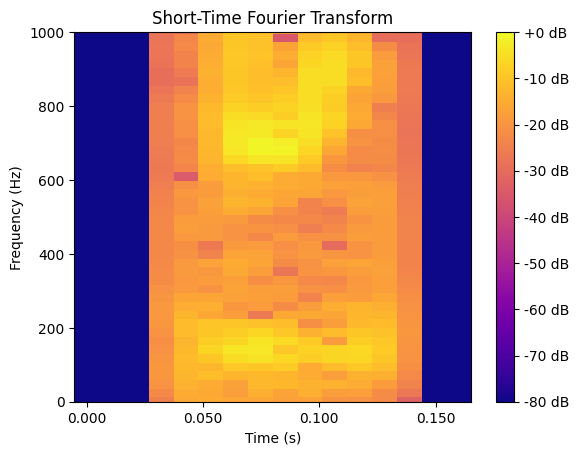 Short-Time Fourier Transform
1000
800
600
400
200
0
Frequency (Hz)
0.000
0.050
0.100
0.150
Time (s)
+0 dB
-10 dB
-20 dB
-30 dB
-40 dB
-50 dB
-60 dB
-70 dB
-80 dB